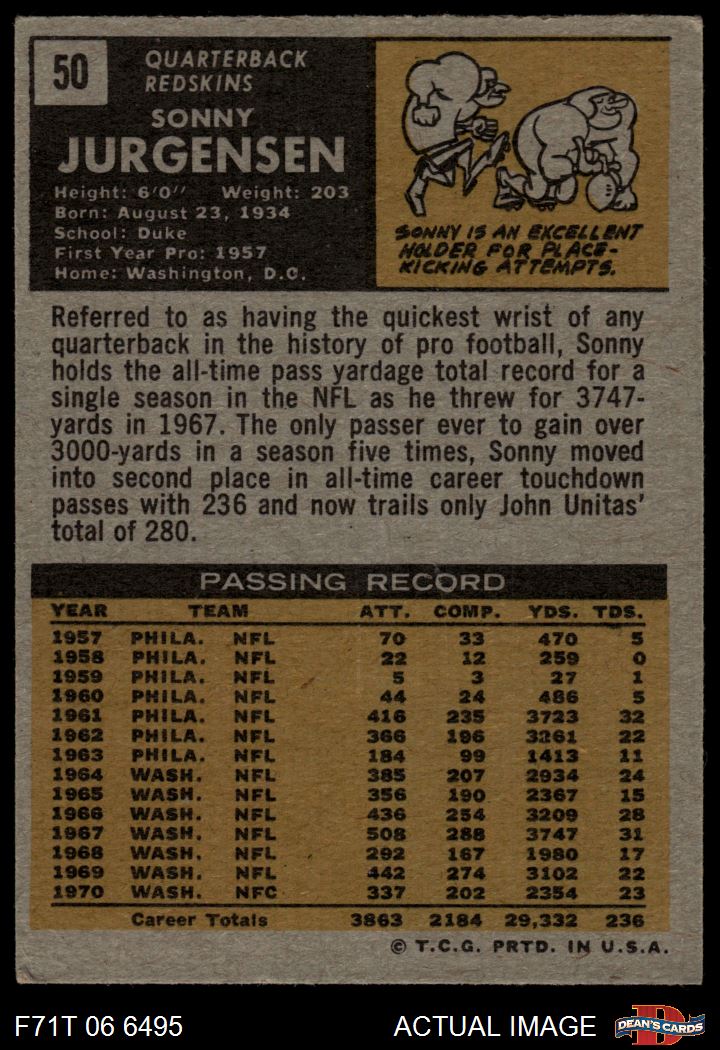 50
QUARTERBACK
REDSKINS
SONNY
JURGENSEN
Height: 6'0" Weight: 203
Born: August 23, 1934
School: Duke
First Year Pro: 1957
Home: Washington, D.C.
SONNY IS AN EXCELLENT
HOLDER FOR PLACE-
KICKING ATTEMPTS.
Referred to as having the quickest wrist of any
quarterback in the history of pro football, Sonny
holds the all-time pass yardage total record for a
single season in the NFL as he threw for 3747-
yards in 1967. The only passer ever to gain over
3000-yards in a season five times, Sonny moved
into second place in all-time career touchdown
passes with 236 and now trails only John Unitas'
total of 280.
PASSING RECORD
YEAR TEAM ATT. COMP. YDS. TDS.
1957 PHILA. NFL 70 33 470 5
1958 PHILA. NFL 22 12 259 0
1959 PHILA. NFL 5 3 27 1
1960 PHILA. NFL 44 24 486 5
1961 PHILA. NFL 416 235 3723 32
1962 PHILA. NFL 366 196 3261 22
1963 PHILA. NFL 184 99 1413 11
1964 WASH. NFL 385 207 2934 24
1965 WASH. NFL 356 190 2367 15
1966 WASH. NFL 436 254 3209 28
1967 WASH. NFL 508 288 3747 31
1968 WASH. NFL 292 167 1980 17
1969 WASH. NFL 442 274 3102 22
1970 WASH. NFC 337 202 2354 23
Career Totals 3863 2184 29,332 236
© T.C.G. PRTD. IN U.S.A.
F71T 06 6495 ACTUAL IMAGE D DEAN'S CARDS